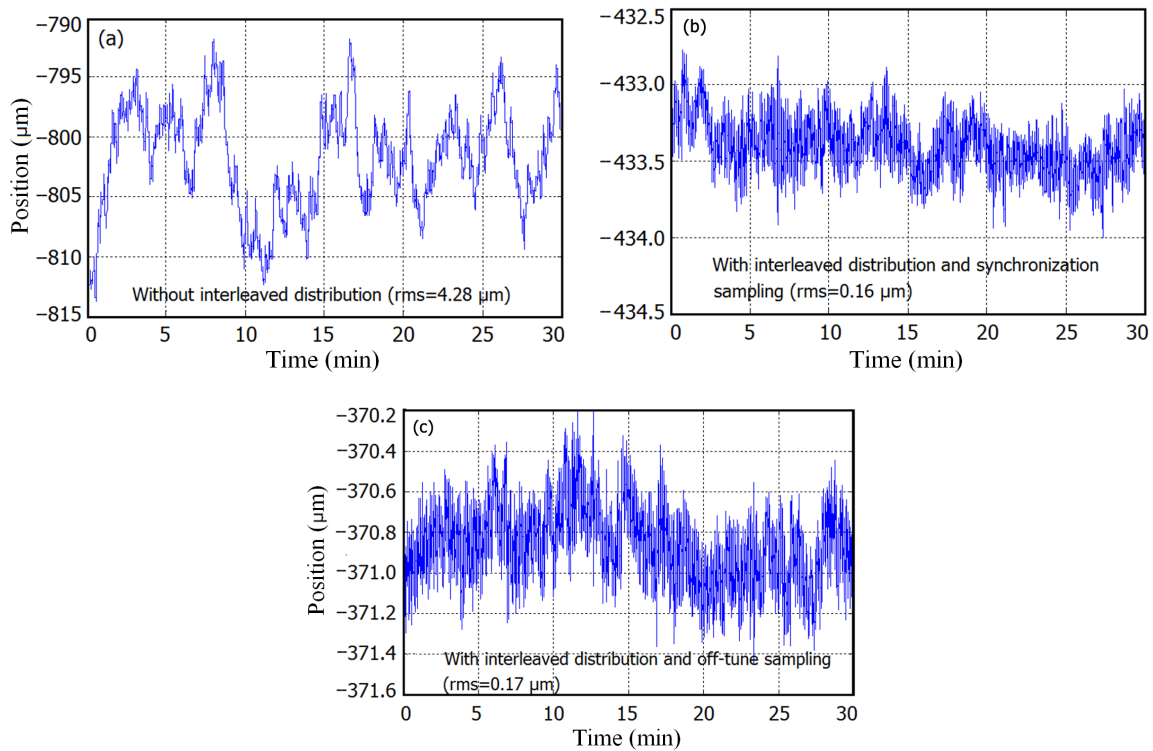 (a)
Position (μm)
−790
−795
−800
−805
−810
−815
Without interleaved distribution (rms=4.28 μm)
0 5 10 15 20 25 30
Time (min)
(b)
Position (μm)
−432.5
−433.0
−433.5
−434.0
−434.5
With interleaved distribution and synchronization
sampling (rms=0.16 μm)
0 5 10 15 20 25 30
Time (min)
(c)
Position (μm)
−370.2
−370.4
−370.6
−370.8
−371.0
−371.2
−371.4
−371.6
With interleaved distribution and off-tune sampling
(rms=0.17 μm)
0 5 10 15 20 25 30
Time (min)